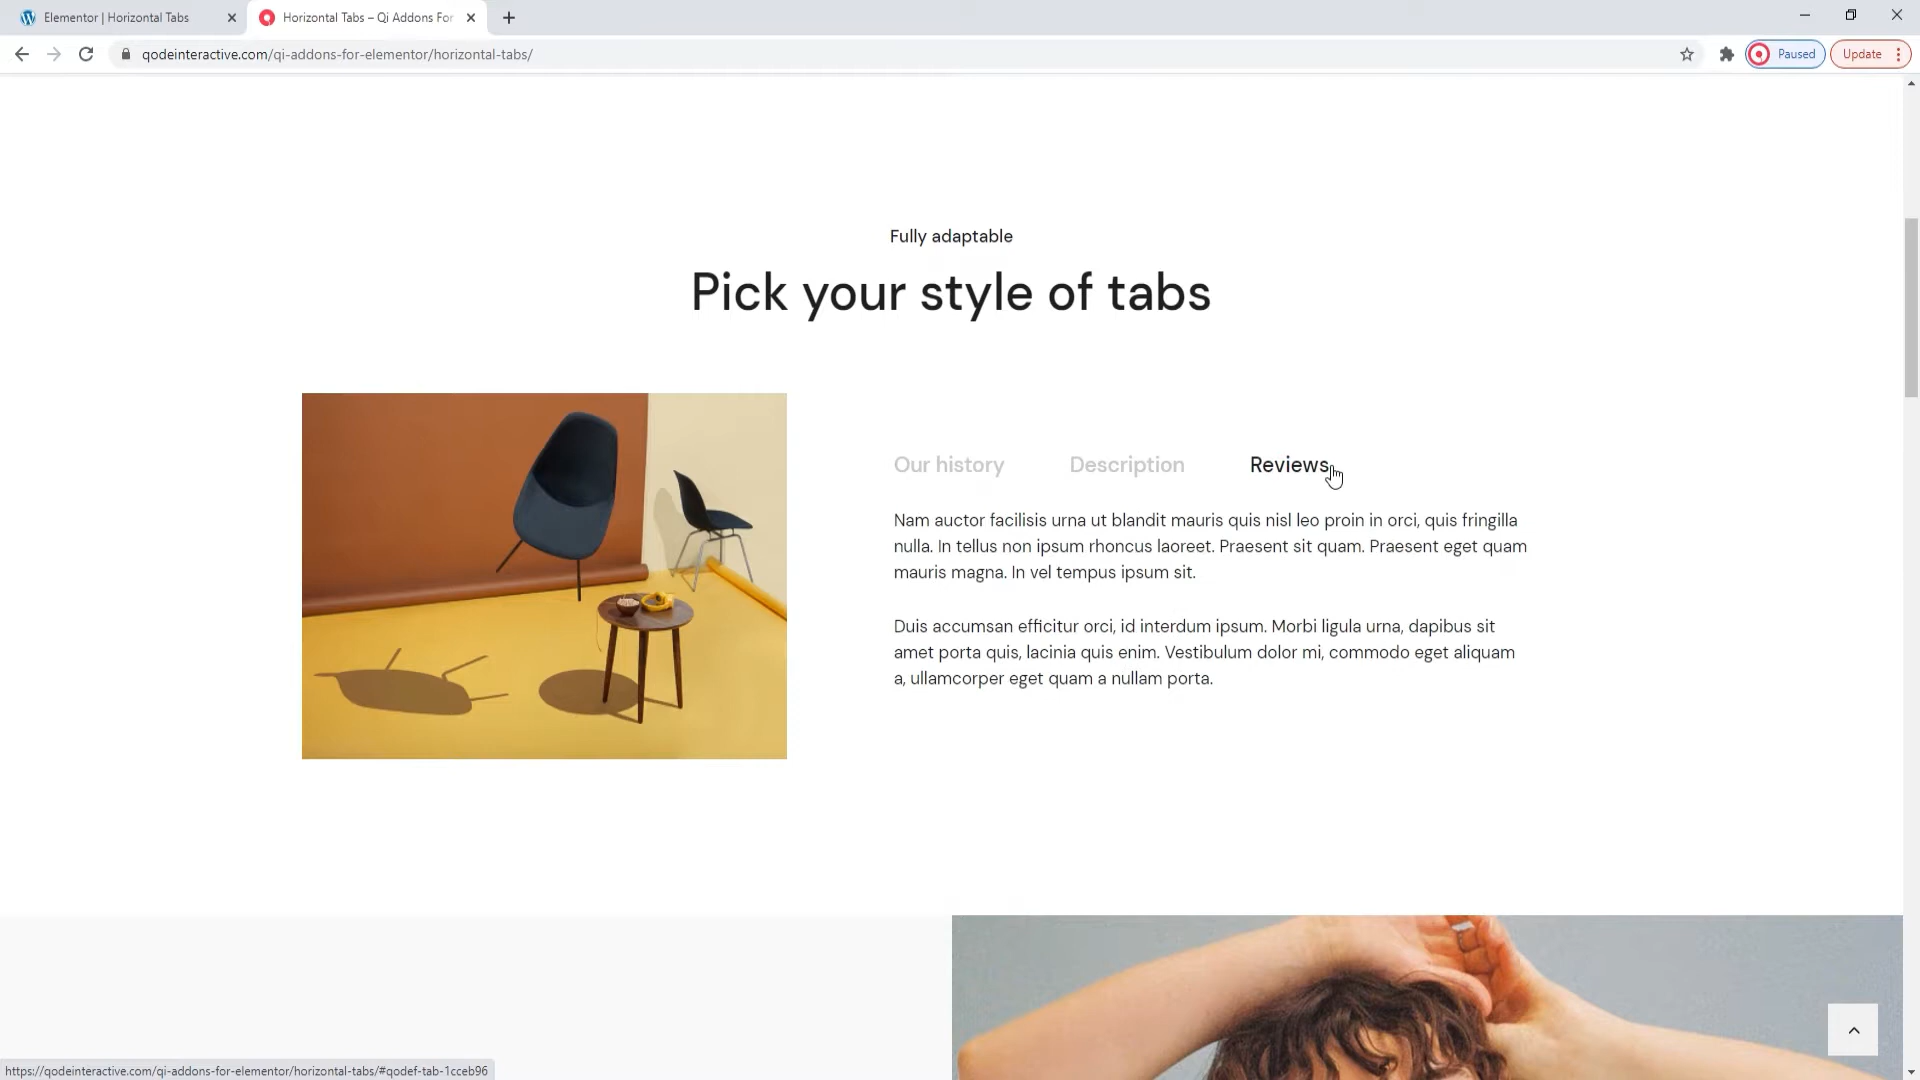 Elementor | Horizontal Tabs
Horizontal Tabs – Qi Addons For
qodeinteractive.com/qi-addons-for-elementor/horizontal-tabs/
Paused
Update
Fully adaptable
Pick your style of tabs
Our history
Description
Reviews
Nam auctor facilisis urna ut blandit mauris quis nisl leo proin in orci, quis fringilla
nulla. In tellus non ipsum rhoncus laoreet. Praesent sit quam. Praesent eget quam
mauris magna. In vel tempus ipsum sit.
Duis accumsan efficitur orci, id interdum ipsum. Morbi ligula urna, dapibus sit
amet porta quis, lacinia quis enim. Vestibulum dolor mi, commodo eget aliquam
a, ullamcorper eget quam a nullam porta.
https://qodeinteractive.com/qi-addons-for-elementor/horizontal-tabs/#qodef-tab-1cceb96